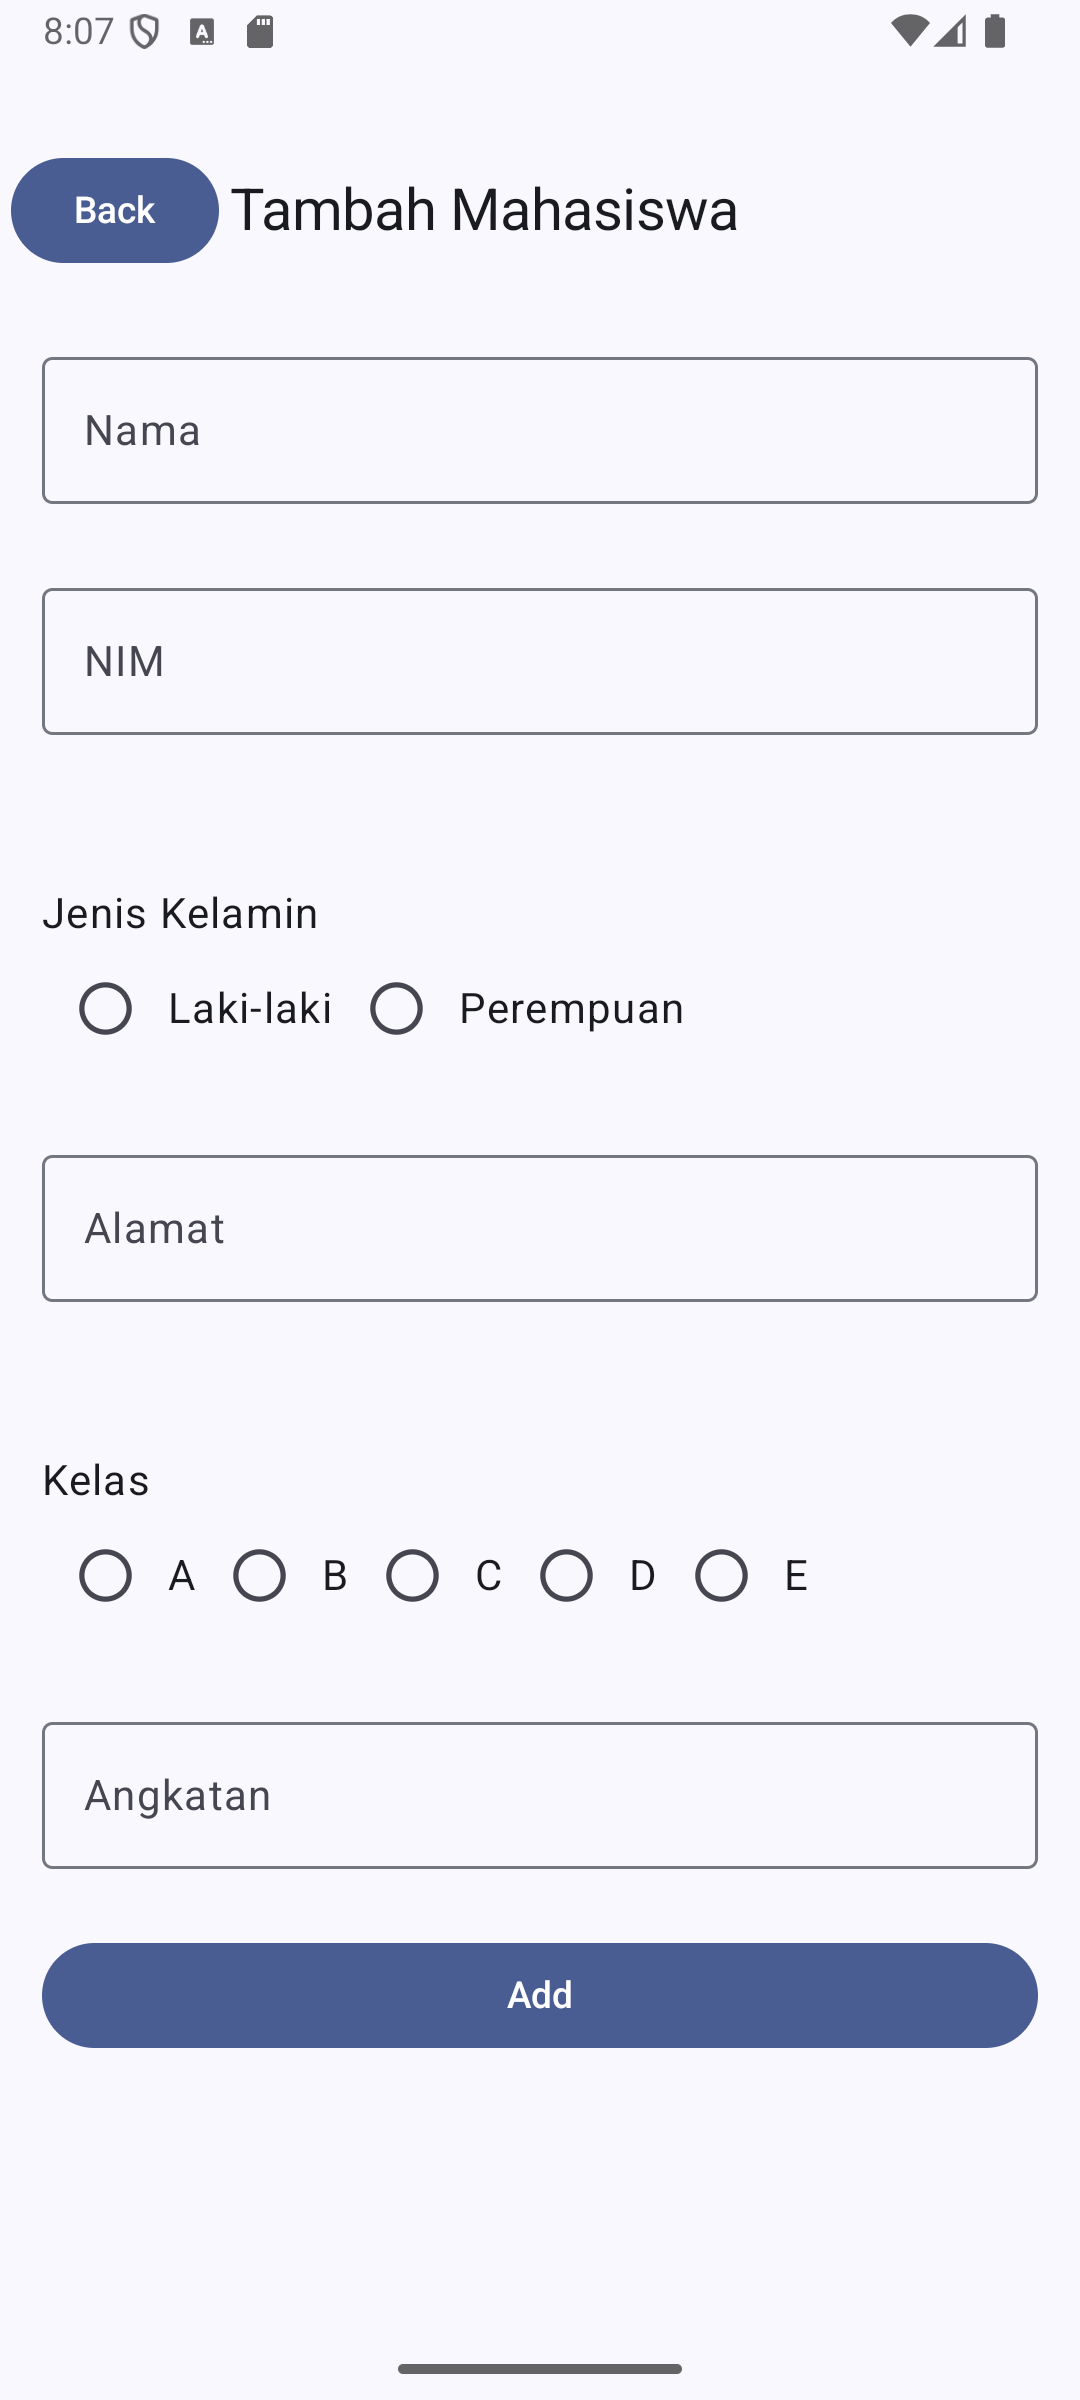 8:07
Back Tambah Mahasiswa
Nama
NIM
Jenis Kelamin
Laki-laki Perempuan
Alamat
Kelas
A B C D E
Angkatan
Add